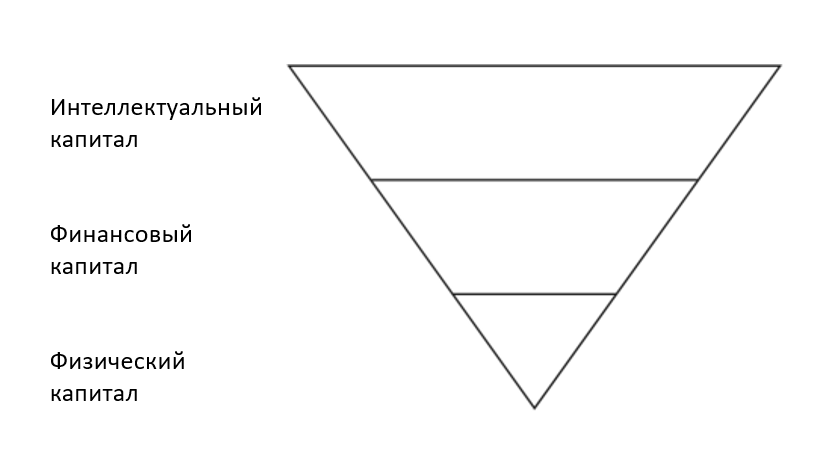 Интеллектуальный
капитал
Финансовый
капитал
Физический
капитал